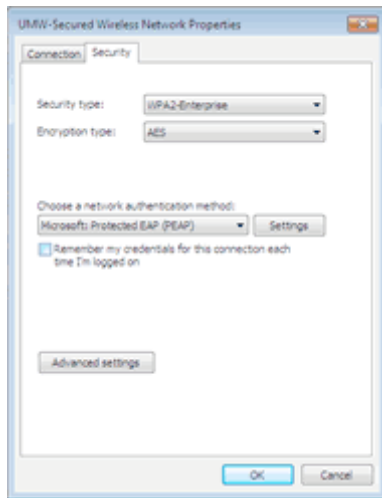 UMW-Secured Wireless Network Properties
Connection Security
Security type: WPA2-Enterprise
Encryption type: AES
Choose a network authentication method:
Microsoft: Protected EAP (PEAP) Settings
Remember my credentials for this connection each
time I'm logged on
Advanced settings
OK Cancel